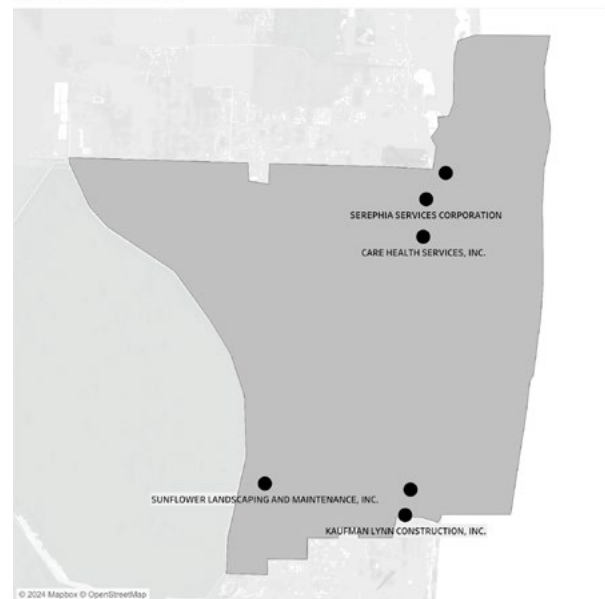 SEREPHIA SERVICES CORPORATION
CARE HEALTH SERVICES, INC.
SUNFLOWER LANDSCAPING AND MAINTENANCE, INC.
KAUFMAN LYNN CONSTRUCTION, INC.
© 2024 Mapbox © OpenStreetMap